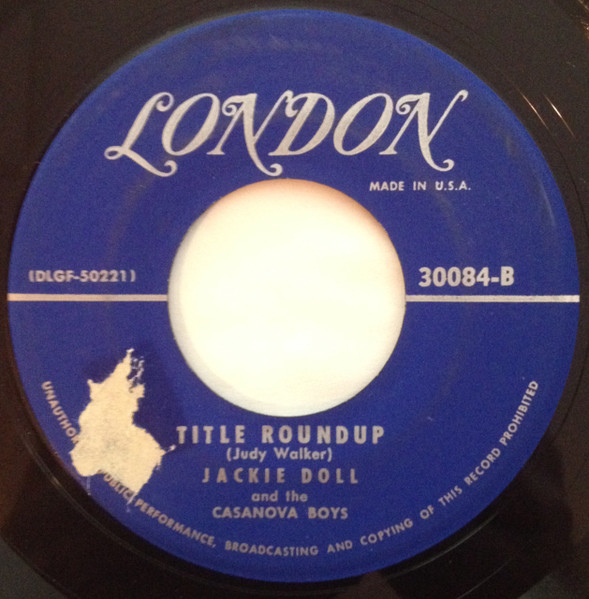 LONDON
MADE IN U.S.A.
(DLGF-50221)
30084-B
TITLE ROUNDUP
(Judy Walker)
JACKIE DOLL
and the
CASANOVA BOYS
PUBLIC PERFORMANCE, BROADCASTING AND COPYING OF THIS RECORD PROHIBITED